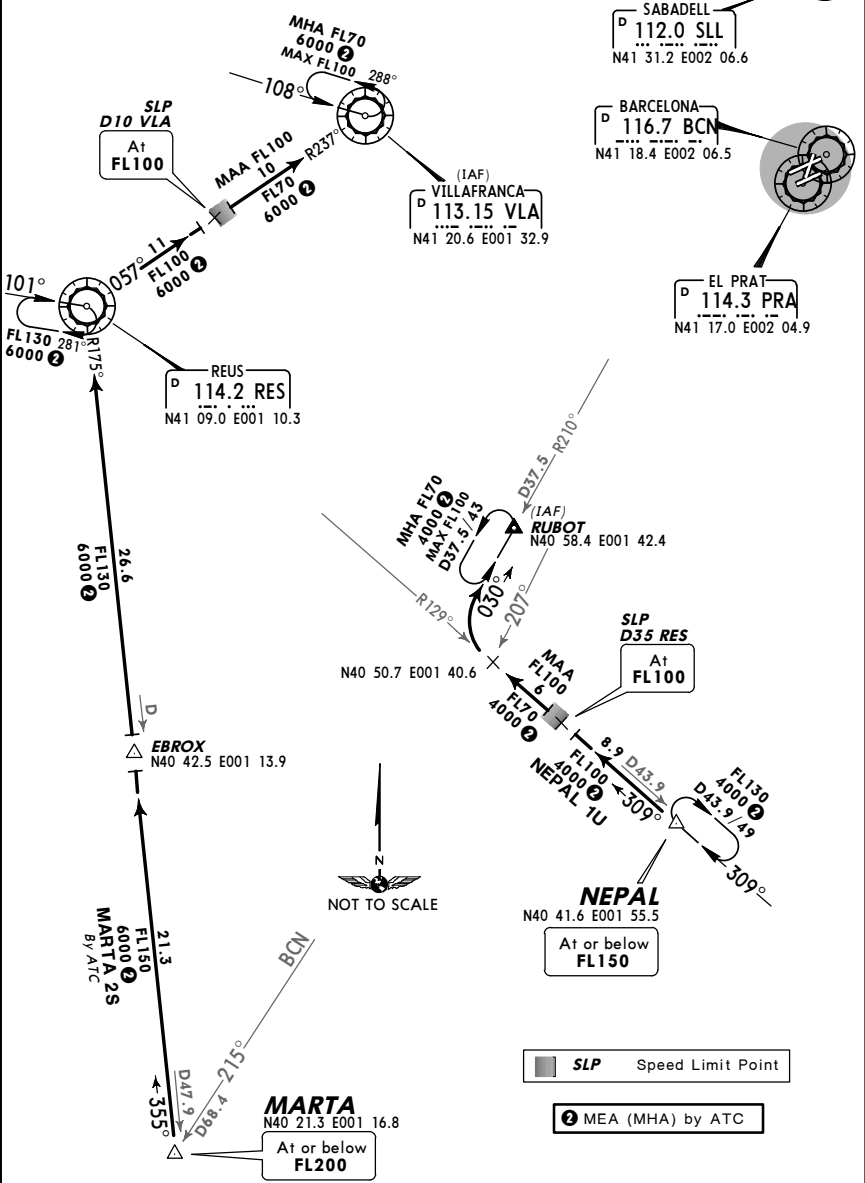 SABADELL
D
112.0 SLL
N41 31.2 E002 06.6
BARCELONA
D
116.7 BCN
N41 18.4 E002 06.5
EL PRAT
D
114.3 PRA
N41 17.0 E002 04.9
MHA FL70
6000 2
MAX FL100
288°
108°
(IAF)
VILLAFRANCA
D
113.15 VLA
N41 20.6 E001 32.9
SLP
D10 VLA
At
FL100
MAA FL100
10
R237°
FL70
6000 2
057°
11
FL100
6000 2
101°
FL130
6000 2
281°
R175°
REUS
D
114.2 RES
N41 09.0 E001 10.3
26.6
FL130
6000 2
D
EBROX
N40 42.5 E001 13.9
21.3
FL150
6000 2
MARTA 2S
By ATC
355°
D47.9
D68.4
215°
BCN
MARTA
N40 21.3 E001 16.8
At or below
FL200
R210°
D37.5
(IAF)
RUBOT
N40 58.4 E001 42.4
MHA FL70
4000 2
MAX FL100
D37.5/43
030°
207°
R129°
N40 50.7 E001 40.6
MAA
FL100
6
FL70
4000 2
SLP
D35 RES
At
FL100
8.9
D43.9
FL100
4000 2
309°
NEPAL 1U
FL130
4000 2
D43.9/49
309°
NEPAL
N40 41.6 E001 55.5
At or below
FL150
N
NOT TO SCALE
SLP Speed Limit Point
2 MEA (MHA) by ATC